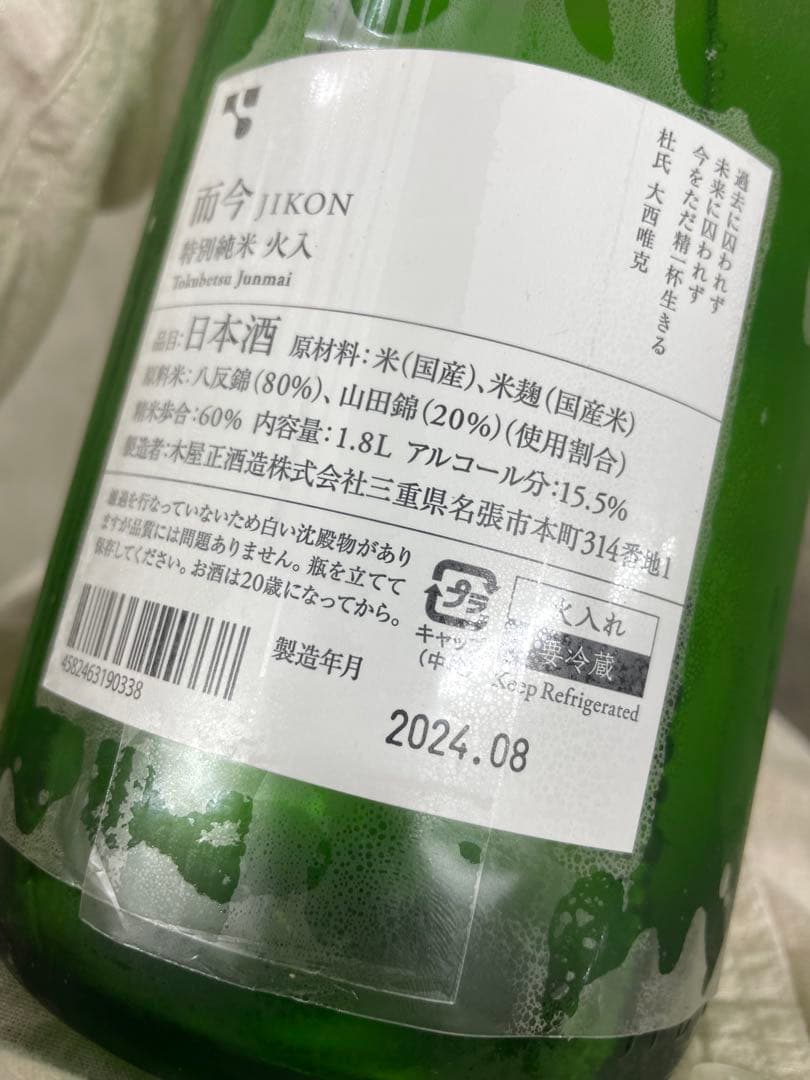 過去に囚われず
未来に囚われず
今をただ精一杯生きる
杜氏 大西唯克
而今 JIKON
特別純米 火入
Tokubetsu Junmai
品目:日本酒 原材料:米(国産)、米麹(国産米)
原料米:八反錦(80%)、山田錦(20%)(使用割合)
精米歩合:60% 内容量:1.8L アルコール分:15.5%
製造者:木屋正酒造株式会社三重県名張市本町314番地1
濾過を行なっていないため白い沈殿物があり
ますが品質には問題ありません。瓶を立てて
保存してください。お酒は20歳になってから。
プラ
キャップ
(中
火入れ
要冷蔵
Keep Refrigerated
4582463190338
製造年月
2024.08